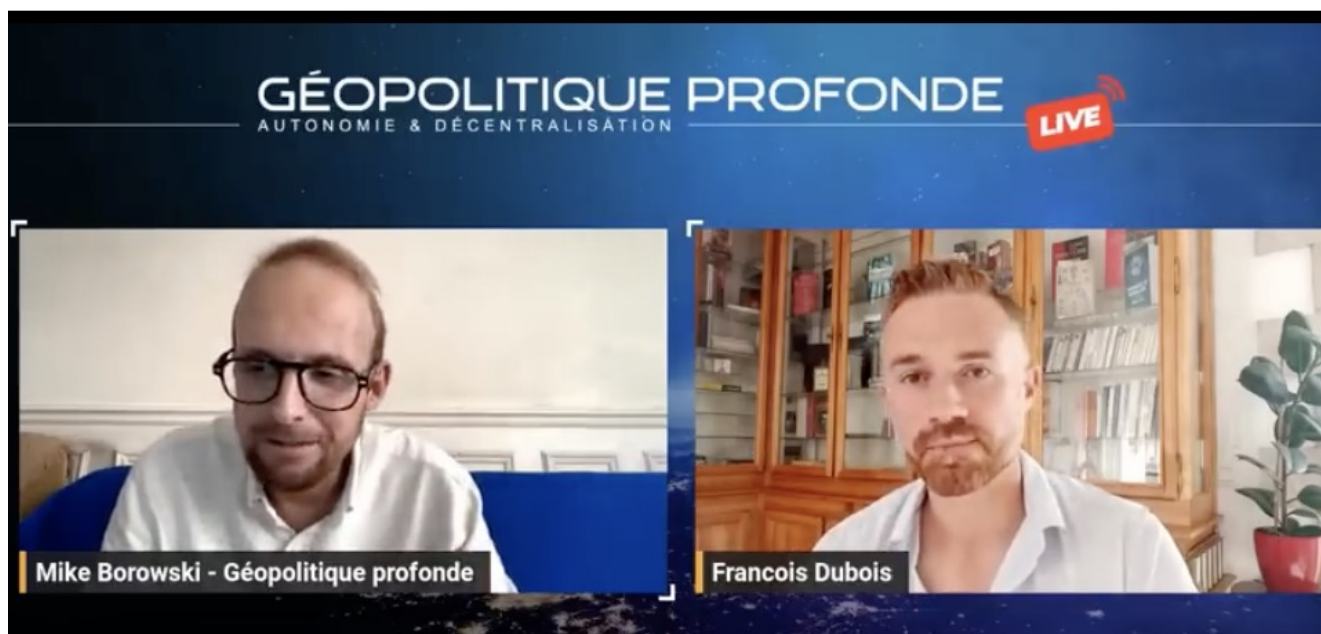 GÉOPOLITIQUE PROFONDE
AUTONOMIE & DÉCENTRALISATION
LIVE
Mike Borowski - Géopolitique profonde
Francois Dubois